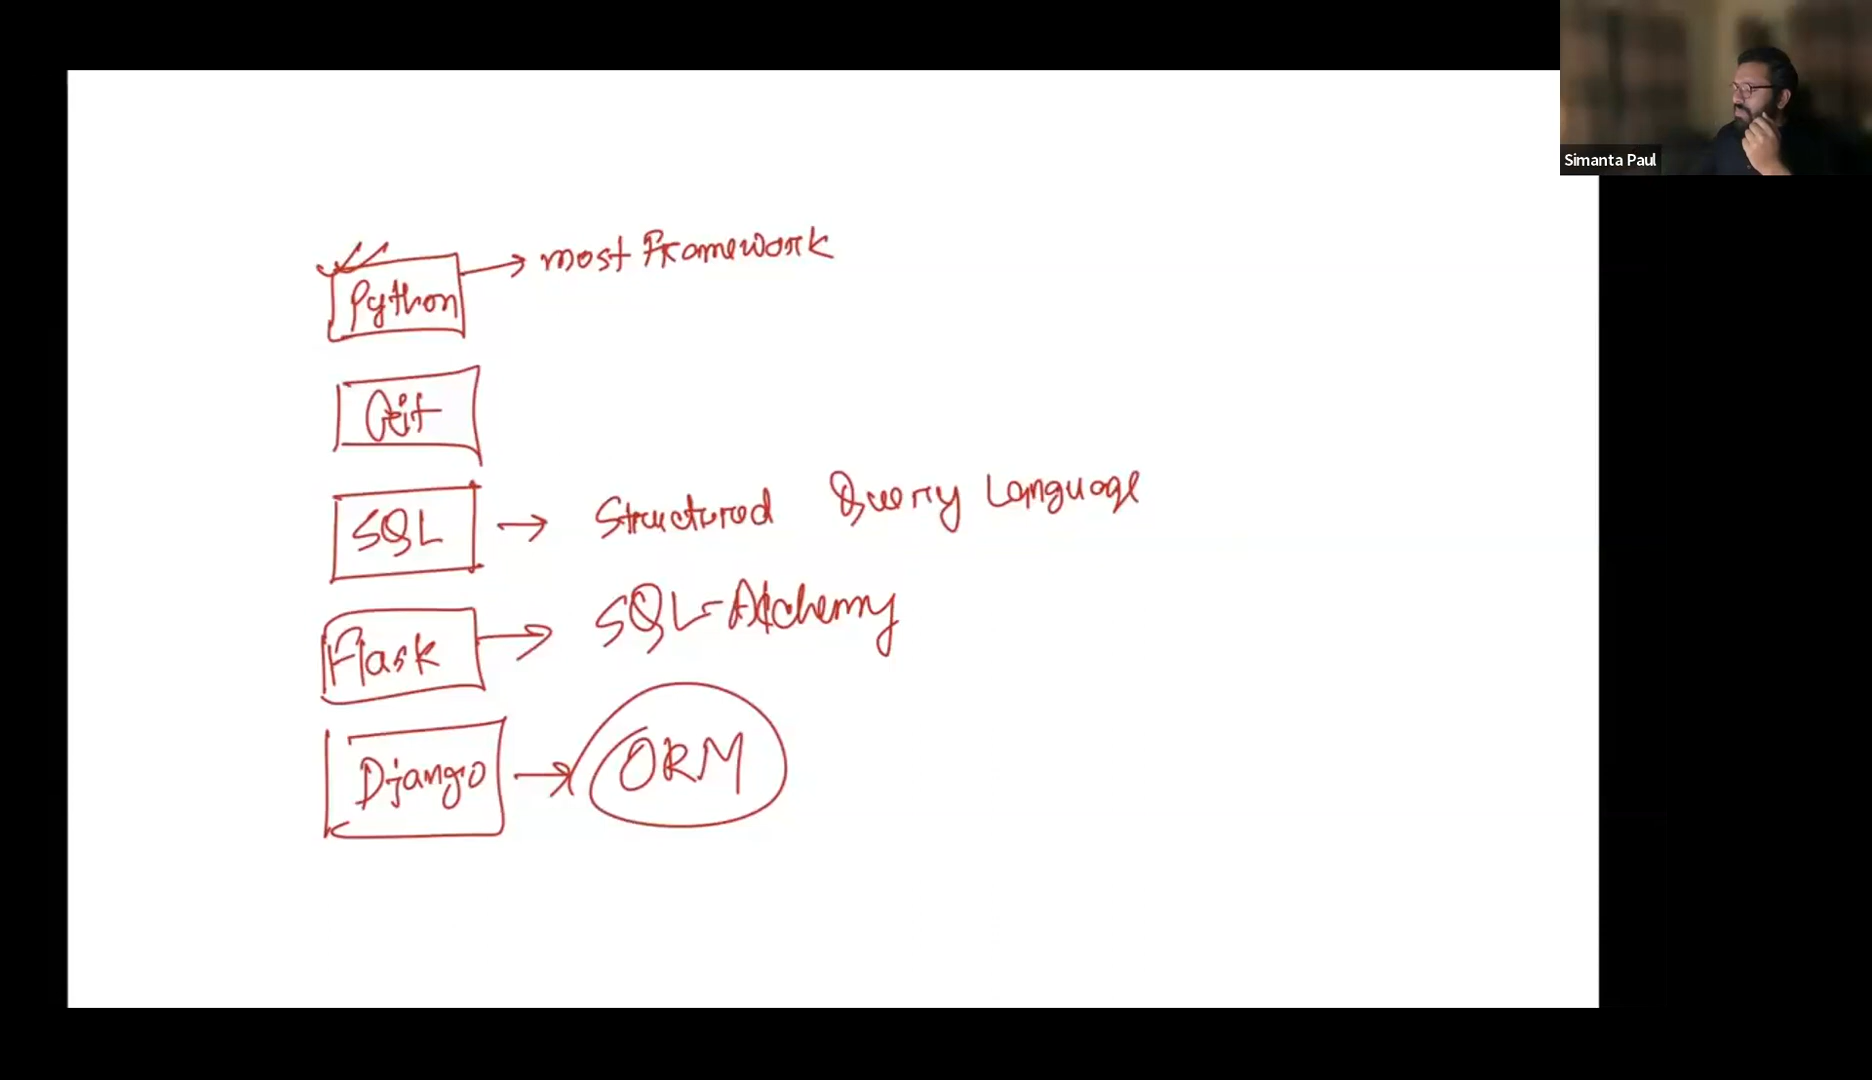 Simanta Paul
Python → most Framework
Git
SQL → Structured Query Language
Flask → SQL-Alchemy
Django → ORM